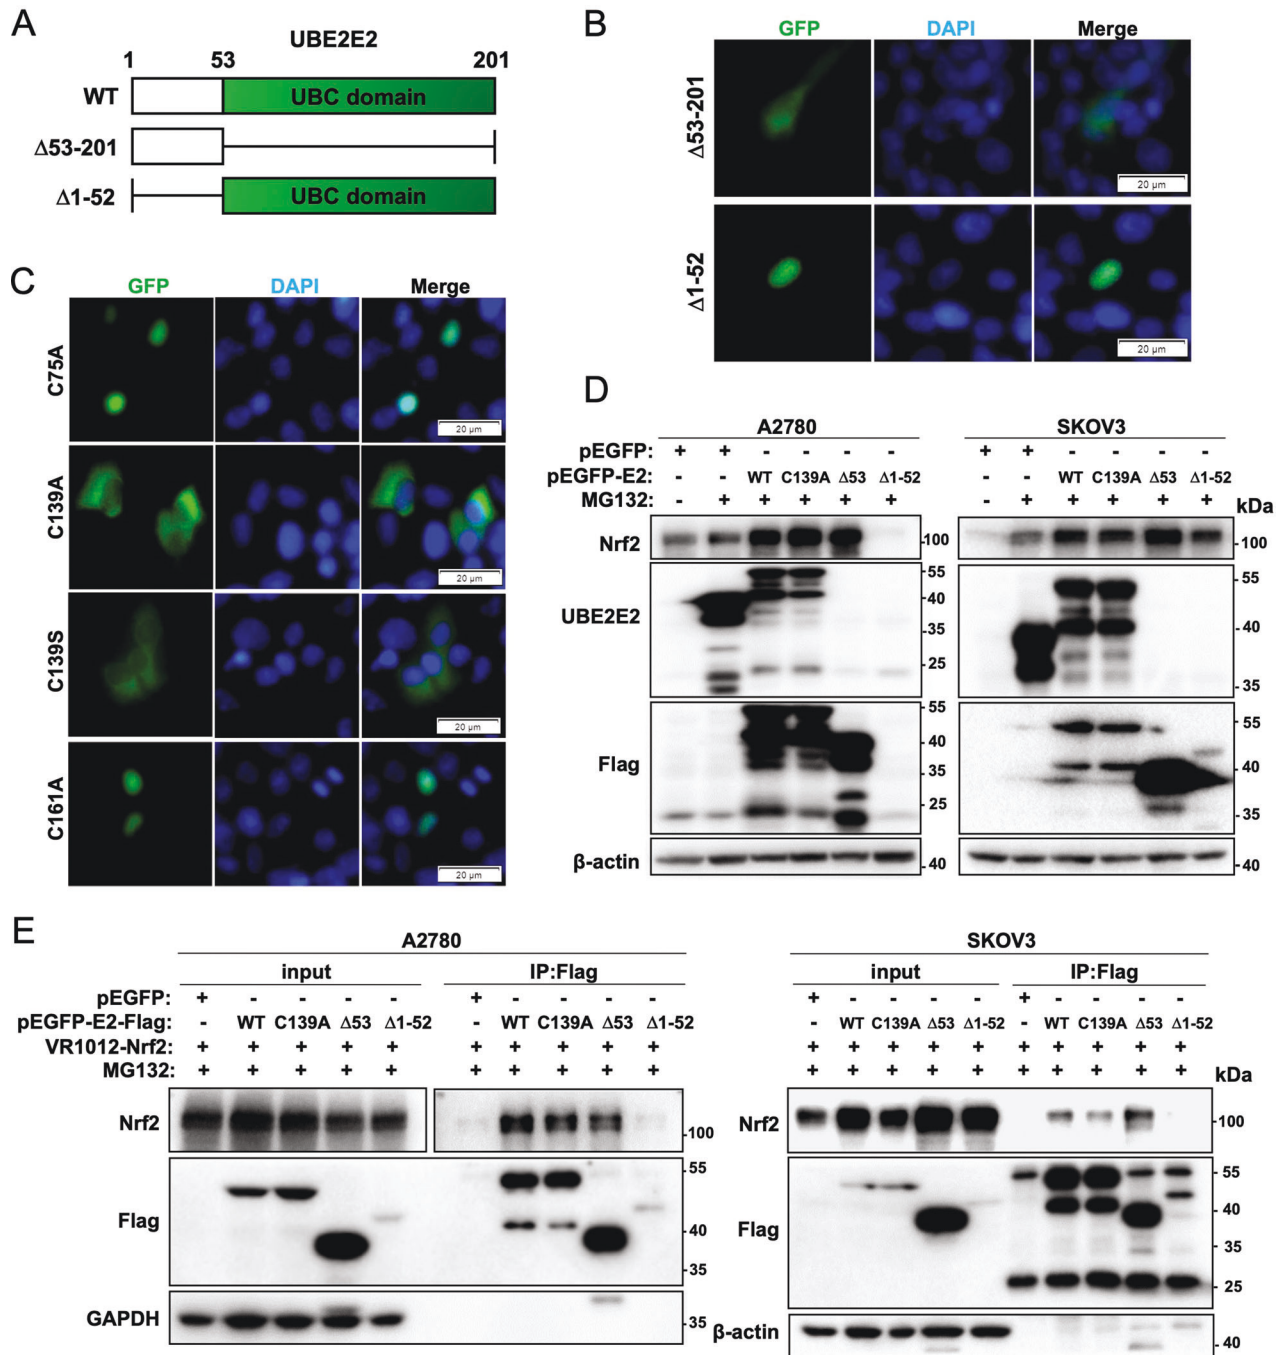 A
UBE2E2
1 53 201
WT UBC domain
Δ53-201
Δ1-52 UBC domain
B
GFP DAPI Merge
Δ53-201
20 µm
Δ1-52
20 µm
C
GFP DAPI Merge
C75A
20 µm
C139A
20 µm
C139S
20 µm
C161A
20 µm
D
A2780 SKOV3
pEGFP: + + - - - - + + - - - -
pEGFP-E2: - - WT C139A Δ53 Δ1-52 - - WT C139A Δ53 Δ1-52
MG132: - + + + + + - + + + + + kDa
Nrf2 100 100
UBE2E2 55 40 35 25 55 40 35
Flag 55 40 35 25 55 40 35
β-actin 40 40
E
A2780 SKOV3
input IP:Flag input IP:Flag
pEGFP: + - - - - + - - - - + - - - - + - - - -
pEGFP-E2-Flag: - WT C139A Δ53 Δ1-52 - WT C139A Δ53 Δ1-52 - WT C139A Δ53 Δ1-52 - WT C139A Δ53 Δ1-52
VR1012-Nrf2: + + + + + + + + + + + + + + + + + + + +
MG132: + + + + + + + + + + + + + + + + + + + + kDa
Nrf2 100 Nrf2 100
Flag 55 40 35 Flag 55 40 35 25
GAPDH 35 β-actin 40